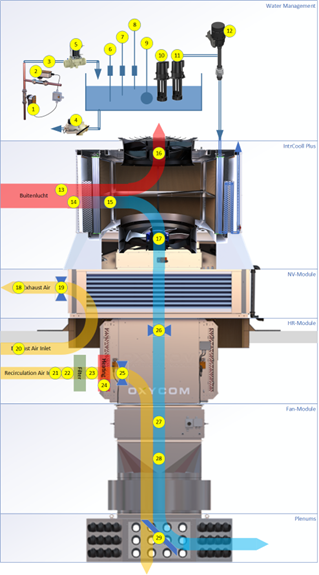 Water Management
5
6
7
8
9
10
11
12
3
2
1
4
IntrCooll Plus
16
Buitenlucht
13
14
15
17
NV-Module
18
Exhaust Air
19
HR-Module
20
Air Inlet
26
Recirculation Air
21
22
Filter
23
Heating
24
25
OXYCOM
Fan-Module
27
28
Plenums
29